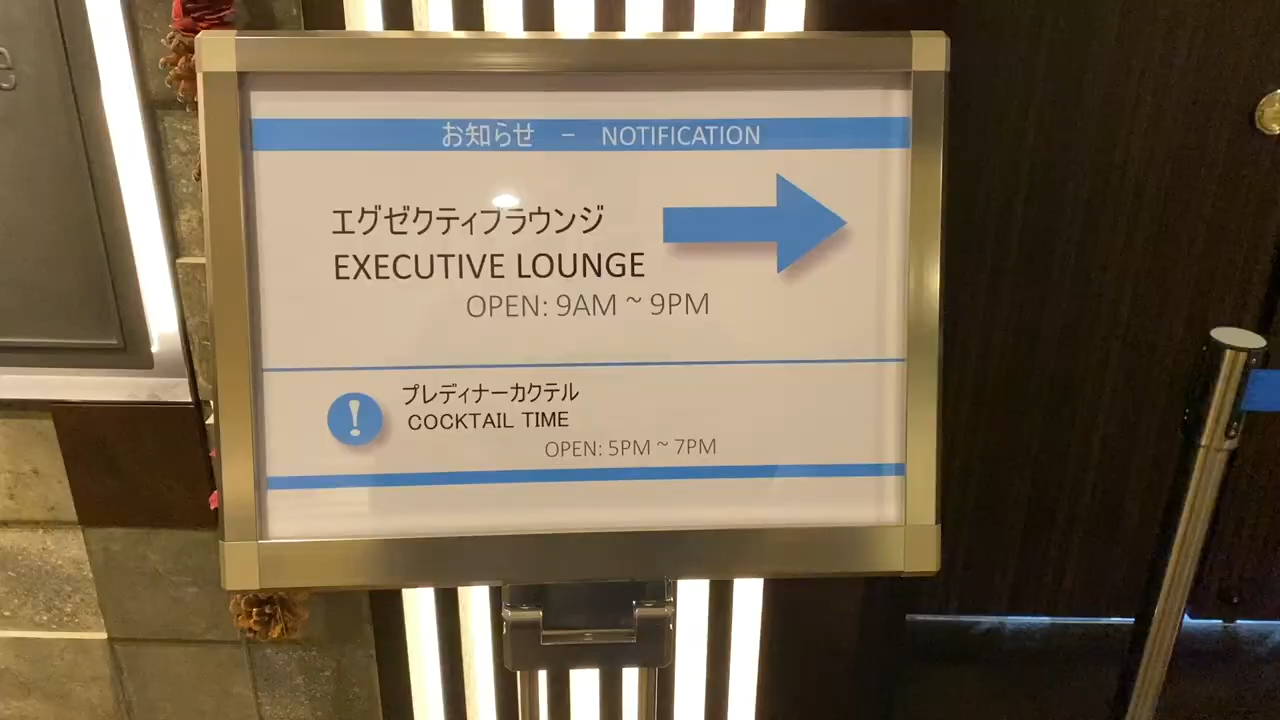 お知らせ － NOTIFICATION
エグゼクティブラウンジ
EXECUTIVE LOUNGE
OPEN: 9AM ~ 9PM
プレディナーカクテル
COCKTAIL TIME
OPEN: 5PM ~ 7PM